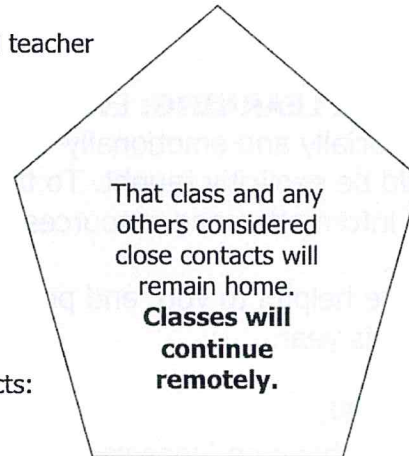 teacher
That class and any
others considered
close contacts will
remain home.
Classes will
continue
remotely.
cts: